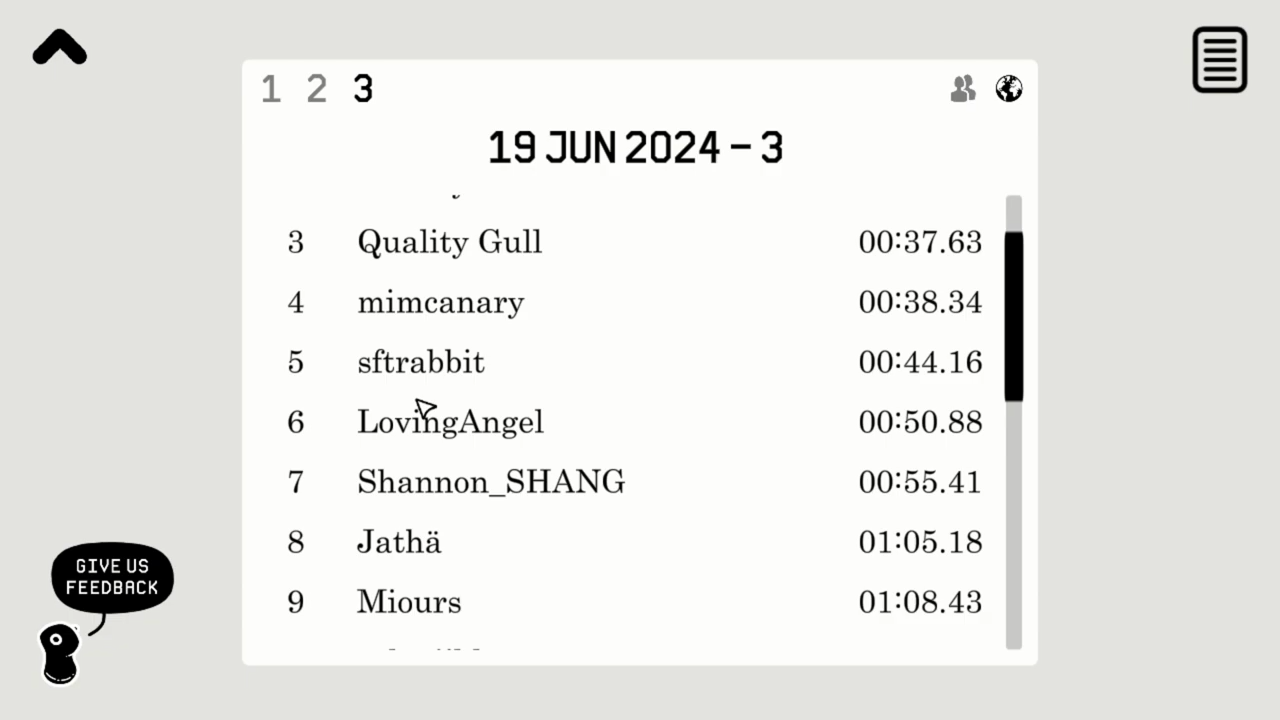 1 2 3
19 JUN 2024 – 3
3 Quality Gull 00:37.63
4 mimcanary 00:38.34
5 sftrabbit 00:44.16
6 LovingAngel 00:50.88
7 Shannon_SHANG 00:55.41
8 Jathä 01:05.18
9 Miours 01:08.43
GIVE US
FEEDBACK